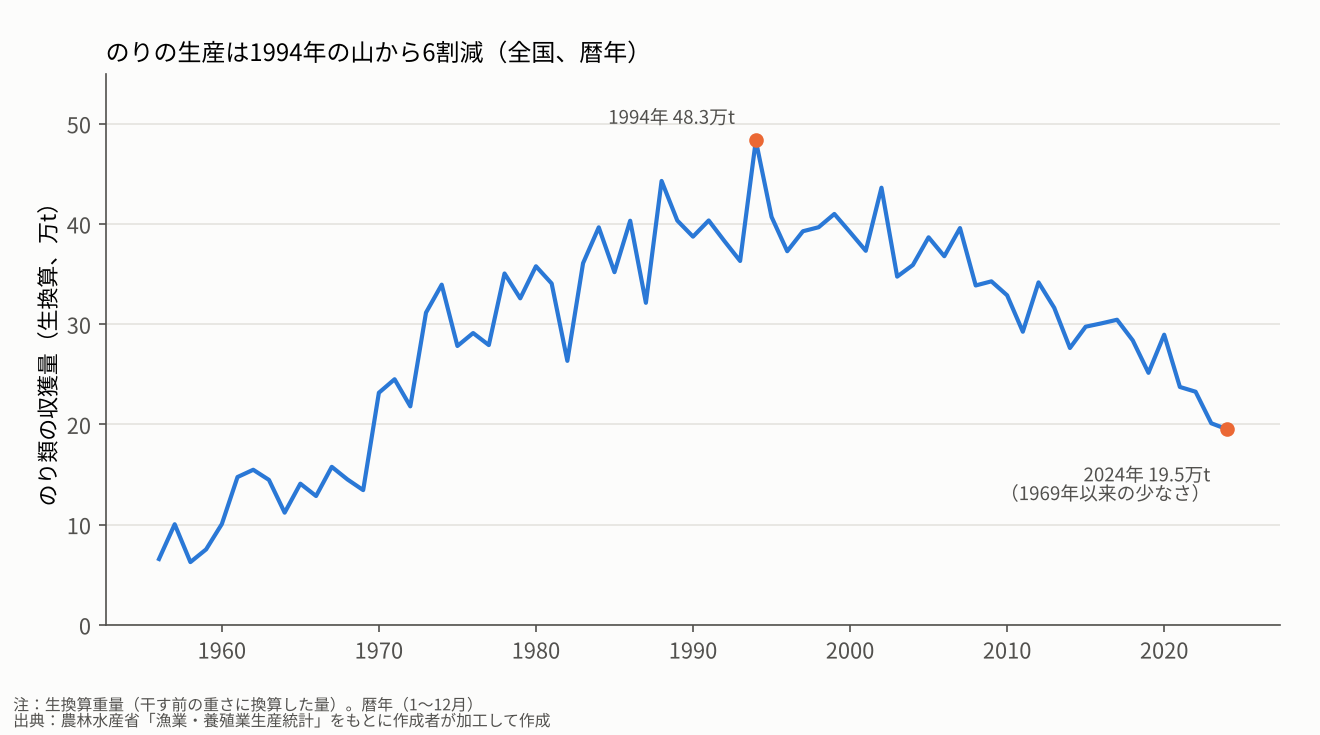 のりの生産は1994年の山から6割減（全国、暦年）
のり類の収獲量（生換算、万t）
50
40
30
20
10
0
1994年 48.3万t
2024年 19.5万t
（1969年以来の少なさ）
1960
1970
1980
1990
2000
2010
2020
注：生換算重量（干す前の重さに換算した量）。暦年（1〜12月）
出典：農林水産省「漁業・養殖業生産統計」をもとに作成者が加工して作成